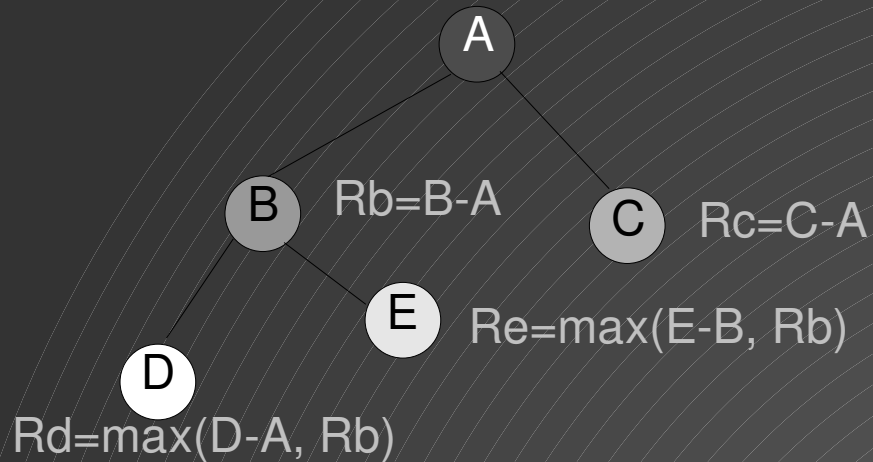 A
B
Rb=B-A
C
Rc=C-A
E
Re=max(E-B, Rb)
D
Rd=max(D-A, Rb)